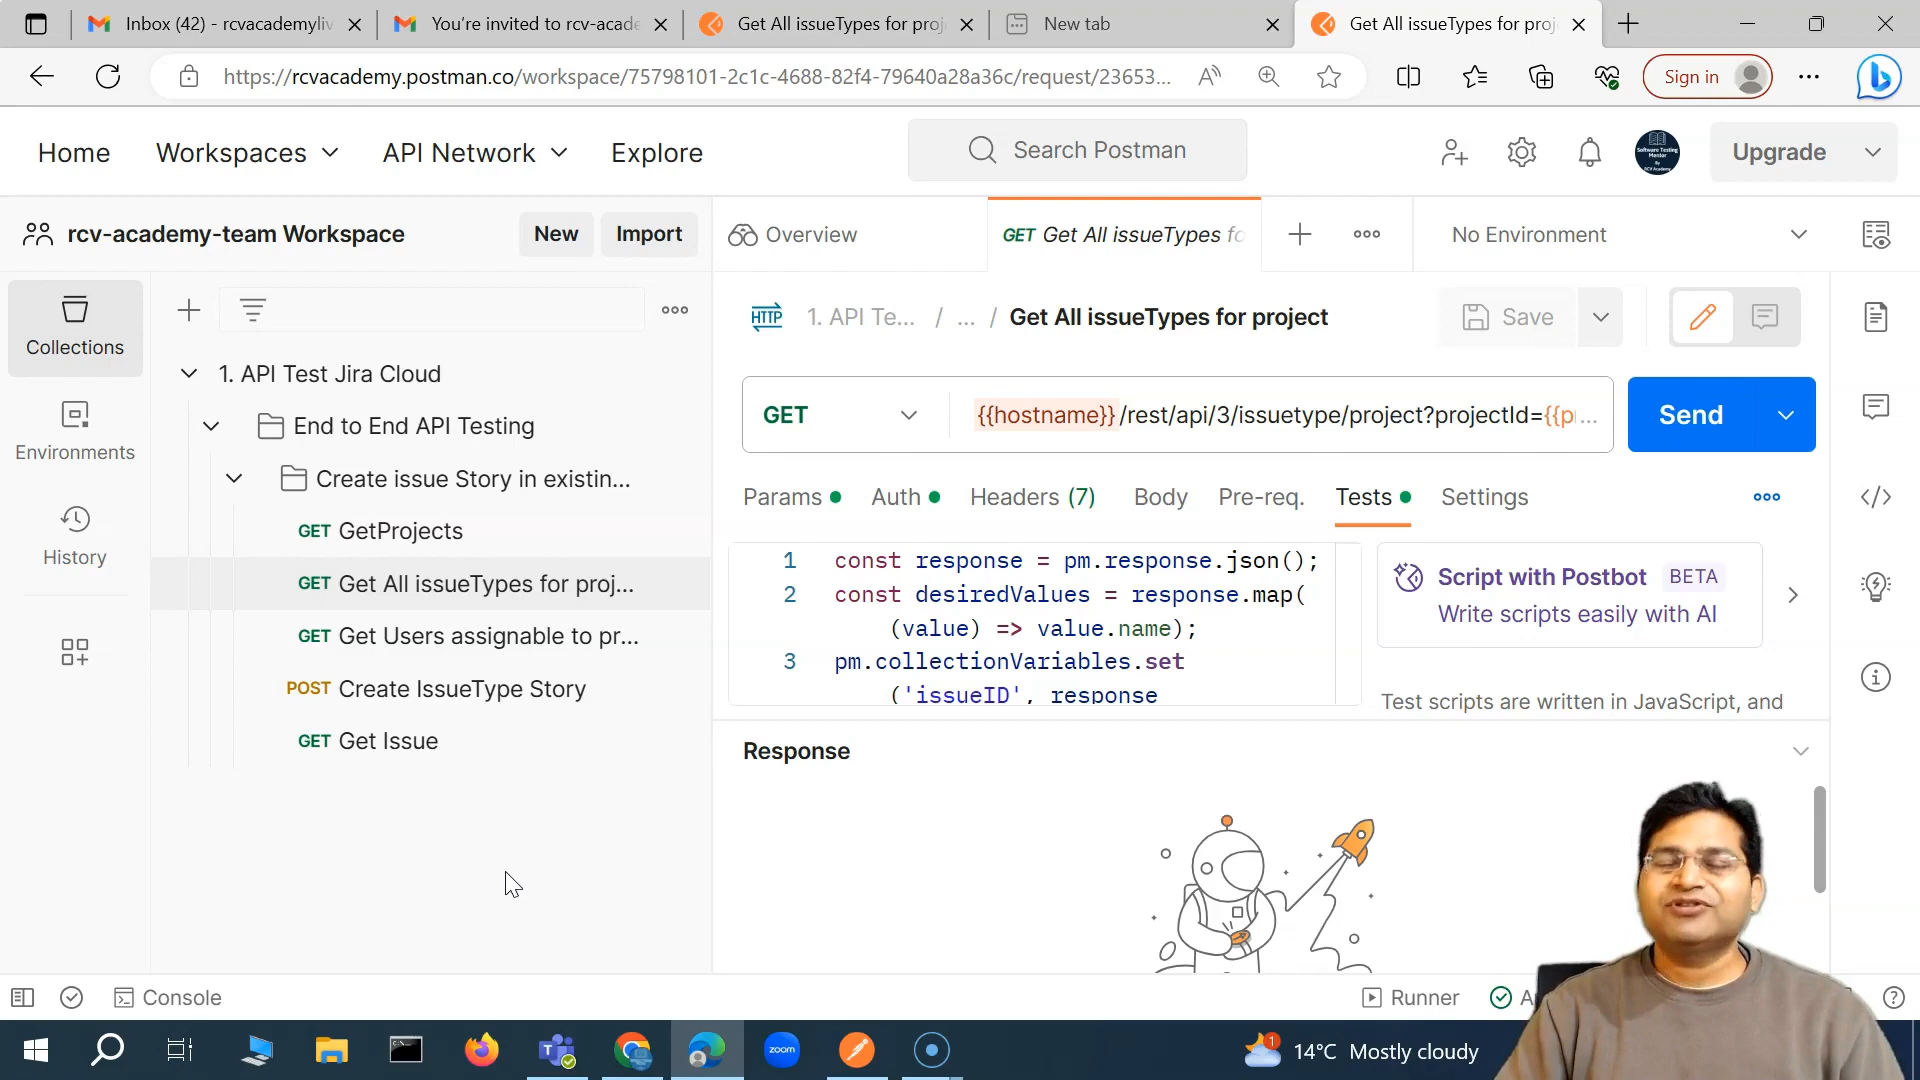 Inbox (42) - rcvacademyliv
You're invited to rcv-acade
Get All issueTypes for proj
New tab
Get All issueTypes for proj
https://rcvacademy.postman.co/workspace/75798101-2c1c-4688-82f4-79640a28a36c/request/23653...
Sign in
Home
Workspaces
API Network
Explore
Search Postman
Upgrade
rcv-academy-team Workspace
New
Import
Overview
GET Get All issueTypes fo
No Environment
Collections
Environments
History
1. API Test Jira Cloud
End to End API Testing
Create issue Story in existin...
GET GetProjects
GET Get All issueTypes for proj...
GET Get Users assignable to pr...
POST Create IssueType Story
GET Get Issue
HTTP
1. API Te... / ... / Get All issueTypes for project
Save
GET
{{hostname}}/rest/api/3/issuetype/project?projectId={{p...
Send
Params
Auth
Headers (7)
Body
Pre-req.
Tests
Settings
1 const response = pm.response.json();
2 const desiredValues = response.map(
(value) => value.name);
3 pm.collectionVariables.set
('issueID', response
Script with Postbot BETA
Write scripts easily with AI
Test scripts are written in JavaScript, and
Response
Console
Runner
zoom
1
14°C Mostly cloudy